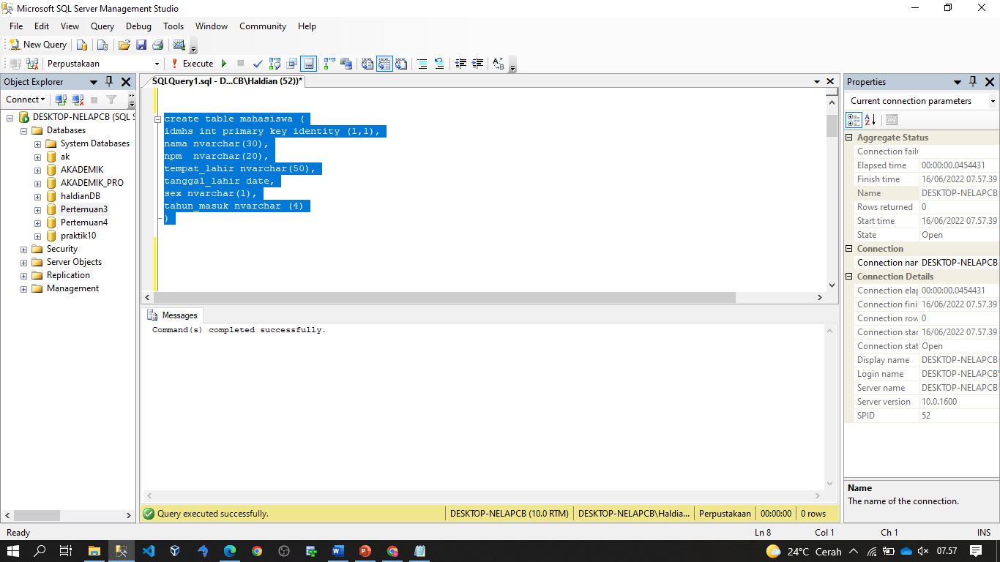 Microsoft SQL Server Management Studio
File Edit View Query Debug Tools Window Community Help
New Query
Perpustakaan Execute
Object Explorer
Connect
DESKTOP-NELAPCB (SQL S
Databases
System Databases
ak
AKADEMIK
AKADEMIK_PRO
haldianDB
Pertemuan3
Pertemuan4
praktik10
Security
Server Objects
Replication
Management
SQLQuery1.sql - D...CB\Haldian (52))*
create table mahasiswa (
idmhs int primary key identity (1,1),
nama nvarchar(30),
npm  nvarchar(20),
tempat_lahir nvarchar(50),
tanggal_lahir date,
sex nvarchar(1),
tahun_masuk nvarchar (4)
)
Messages
Command(s) completed successfully.
Query executed successfully. DESKTOP-NELAPCB (10.0 RTM) DESKTOP-NELAPCB\Haldia... Perpustakaan 00:00:00 0 rows
Properties
Current connection parameters
Aggregate Status
Connection failu
Elapsed time 00:00:00.0454431
Finish time 16/06/2022 07.57.39
Name DESKTOP-NELAPCB
Rows returned 0
Start time 16/06/2022 07.57.39
State Open
Connection
Connection nar DESKTOP-NELAPCB
Connection Details
Connection elap 00:00:00.0454431
Connection fini 16/06/2022 07.57.39
Connection row 0
Connection star 16/06/2022 07.57.39
Connection stat Open
Display name DESKTOP-NELAPCB
Login name DESKTOP-NELAPCB\
Server name DESKTOP-NELAPCB
Server version 10.0.1600
SPID 52
Name
The name of the connection.
Ready Ln 8 Col 1 Ch 1 INS
24°C Cerah 07.57